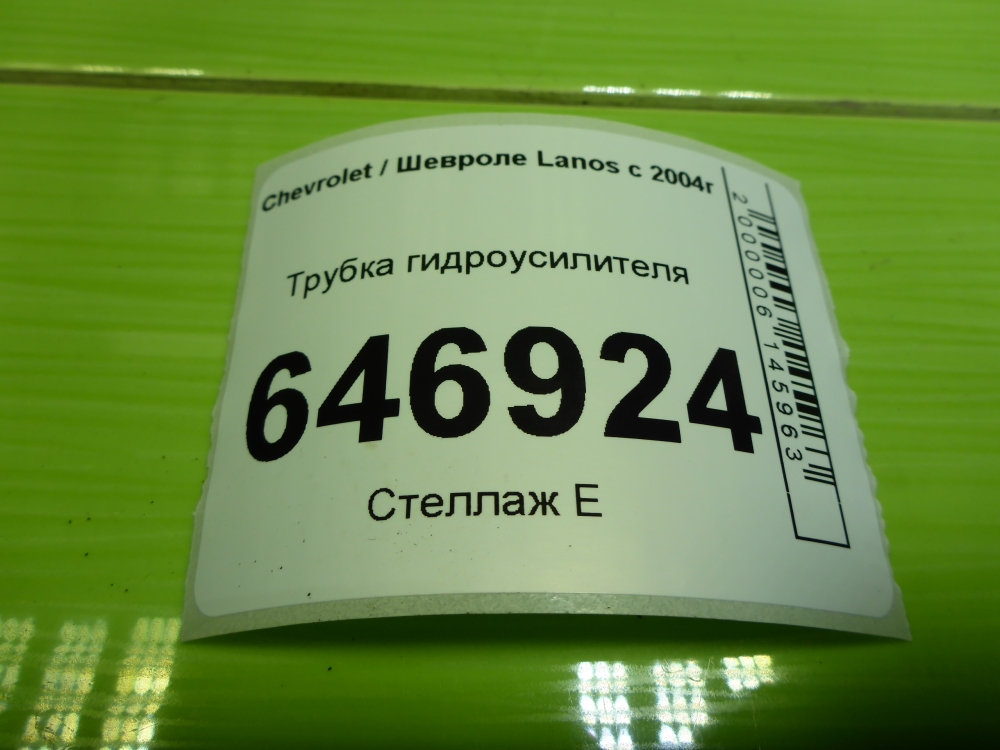 Chevrolet / Шевроле Lanos с 2004г
Трубка гидроусилителя
646924
Стеллаж Е
2000006145963